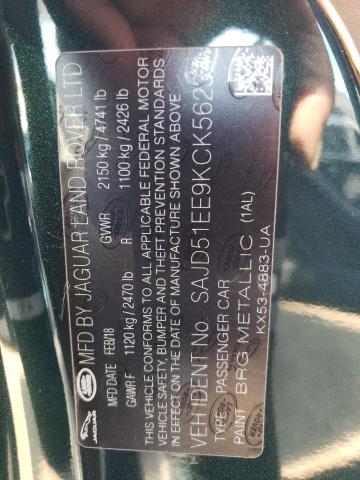 MFD BY JAGUAR LAND ROVER LTD
MFD DATE FEB/18 GVWR 2150 kg / 4741 lb
GAWR F 1120 kg / 2470 lb R 1100 kg / 2426 lb
THIS VEHICLE CONFORMS TO ALL APPLICABLE FEDERAL MOTOR
VEHICLE SAFETY, BUMPER AND THEFT PREVENTION STANDARDS
IN EFFECT ON THE DATE OF MANUFACTURE SHOWN ABOVE
VEH IDENT No. SAJD51EE9KCK562
TYPE PASSENGER CAR
PAINT BRG METALLIC (1AL)
KX53-4883-UA
JAGUAR